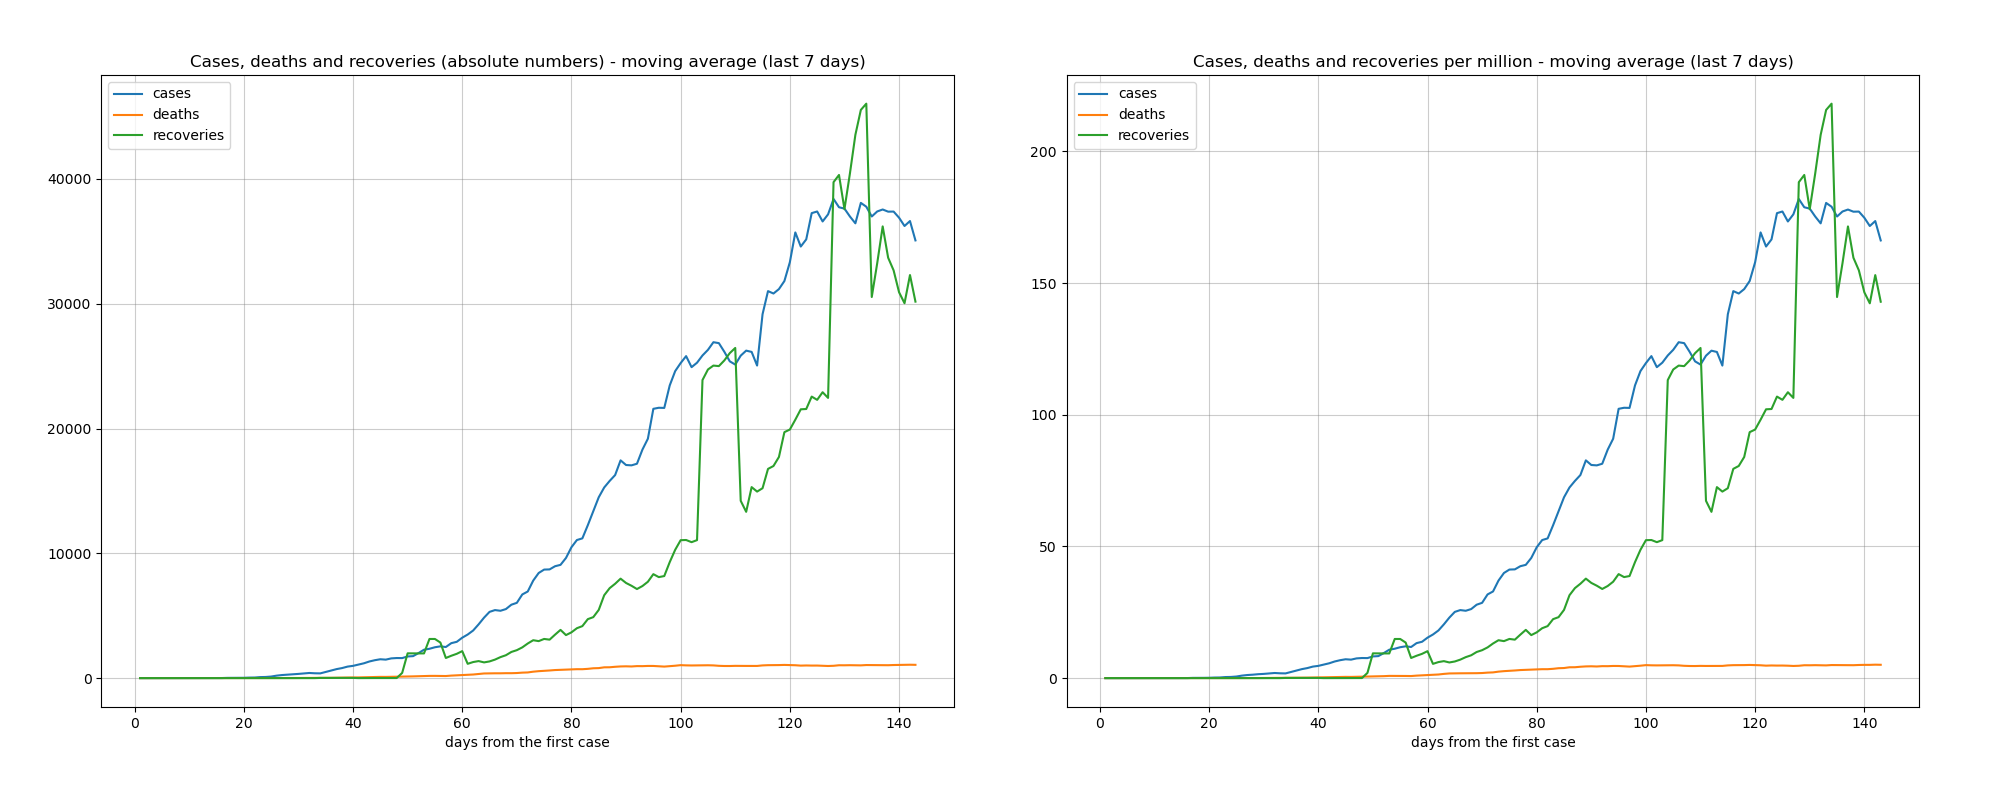 Cases, deaths and recoveries (absolute numbers) - moving average (last 7 days)
cases
deaths
recoveries
40000
30000
20000
10000
0
0 20 40 60 80 100 120 140
days from the first case
Cases, deaths and recoveries per million - moving average (last 7 days)
cases
deaths
recoveries
200
150
100
50
0
0 20 40 60 80 100 120 140
days from the first case